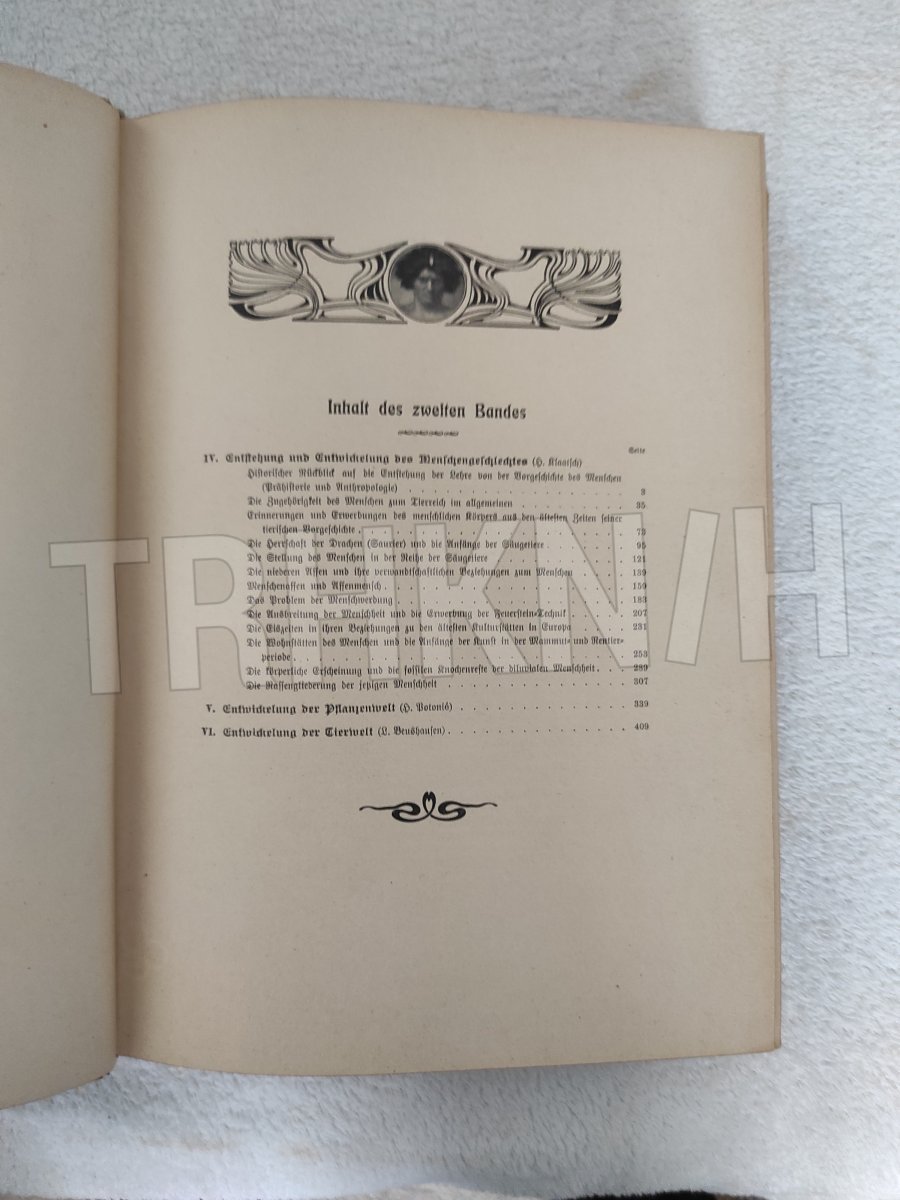 Inhalt des zweiten Bandes
Seite
IV. Entstehung und Entwickelung des Menschengeschlechtes (H. Klaatsch)
Historischer Rückblick auf die Entstehung der Lehre von der Vorgeschichte des Menschen
(Prähistorie und Anthropologie) . . . . . . . . . . . . . . . . . 3
Die Zugehörigkeit des Menschen zum Tierreich im allgemeinen . . . . . . . . 35
Erinnerungen und Erwerbungen des menschlichen Körpers aus den ältesten Zeiten seiner
tierischen Vorgeschichte . . . . . . . . . . . . . . . . . . . . 73
Die Herrschaft der Drachen (Saurier) und die Anfänge der Säugetiere . . . . . . 95
Die Stellung des Menschen in der Reihe der Säugetiere . . . . . . . . . . 121
Die niederen Affen und ihre verwandtschaftlichen Beziehungen zum Menschen . . . . 139
Menschenaffen und Affenmensch . . . . . . . . . . . . . . . . . . 159
Das Problem der Menschwerdung . . . . . . . . . . . . . . . . . . 183
Die Ausbreitung der Menschheit und die Erwerbung der Feuerstein-Technik . . . . . 207
Die Eiszeiten in ihren Beziehungen zu den ältesten Kulturstätten in Europa . . . . . 231
Die Wohnstätten des Menschen und die Anfänge der Kunst in der Mammut- und Rentier-
periode . . . . . . . . . . . . . . . . . . . . . . . . . . 253
Die körperliche Erscheinung und die fossilen Knochenreste der diluvialen Menschheit . . . 289
Die Rassengliederung der jetzigen Menschheit . . . . . . . . . . . . . 307
V. Entwickelung der Pflanzenwelt (H. Potonié) . . . . . . . . . . . . . 339
VI. Entwickelung der Tierwelt (L. Beushausen) . . . . . . . . . . . . . 409
TRHKN/H